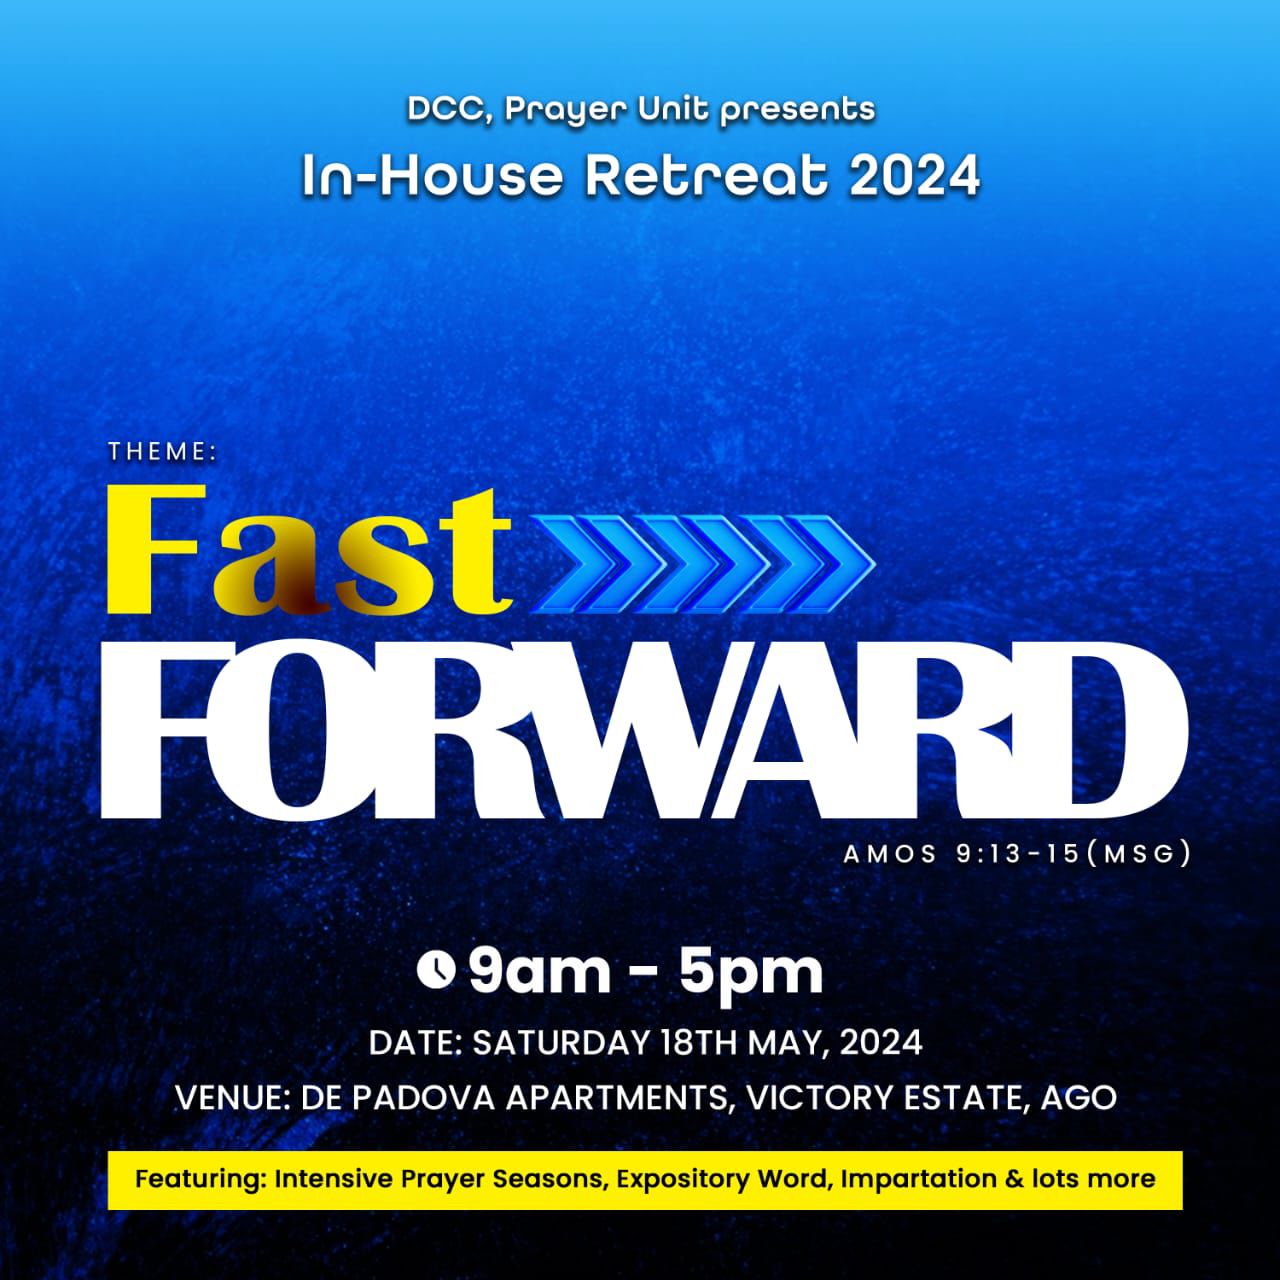 DCC, Prayer Unit presents
In-House Retreat 2024
THEME:
Fast
FORWARD
AMOS 9:13-15(MSG)
9am - 5pm
DATE: SATURDAY 18TH MAY, 2024
VENUE: DE PADOVA APARTMENTS, VICTORY ESTATE, AGO
Featuring: Intensive Prayer Seasons, Expository Word, Impartation & lots more